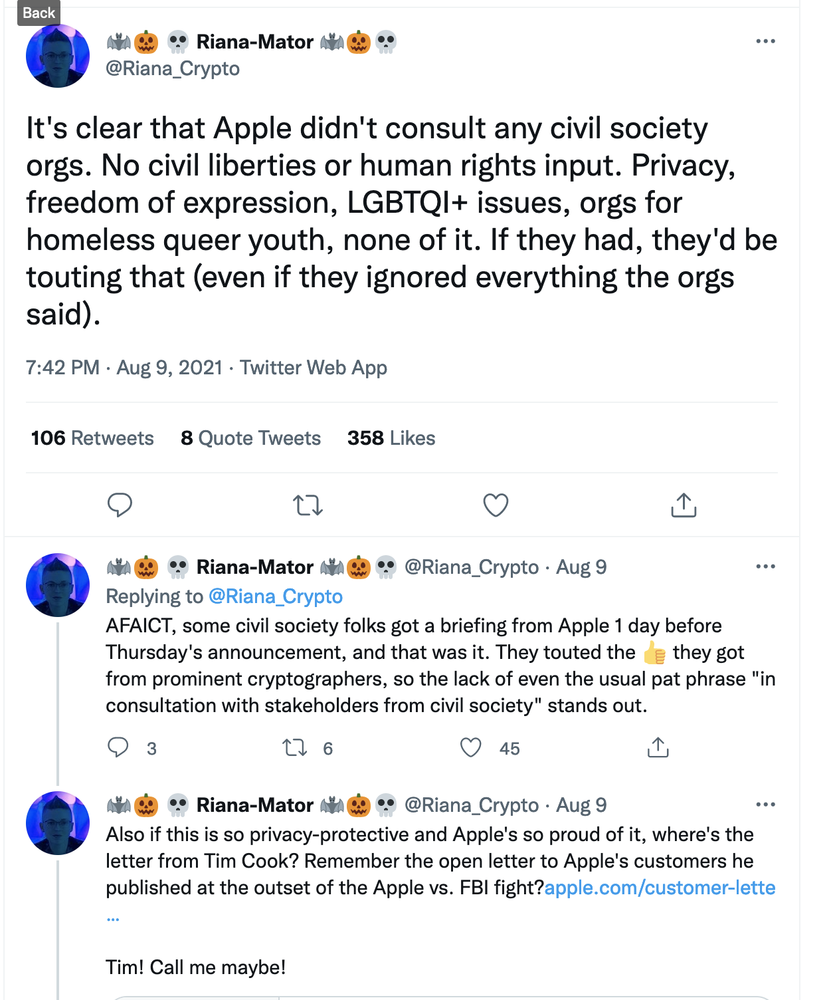 Back
🦇🎃 💀 Riana-Mator 🦇🎃💀
@Riana_Crypto
It's clear that Apple didn't consult any civil society
orgs. No civil liberties or human rights input. Privacy,
freedom of expression, LGBTQI+ issues, orgs for
homeless queer youth, none of it. If they had, they'd be
touting that (even if they ignored everything the orgs
said).
7:42 PM · Aug 9, 2021 · Twitter Web App
106 Retweets 8 Quote Tweets 358 Likes
🦇🎃 💀 Riana-Mator 🦇🎃💀 @Riana_Crypto · Aug 9
Replying to @Riana_Crypto
AFAICT, some civil society folks got a briefing from Apple 1 day before
Thursday's announcement, and that was it. They touted the 👍 they got
from prominent cryptographers, so the lack of even the usual pat phrase "in
consultation with stakeholders from civil society" stands out.
3 6 45
🦇🎃 💀 Riana-Mator 🦇🎃💀 @Riana_Crypto · Aug 9
Also if this is so privacy-protective and Apple's so proud of it, where's the
letter from Tim Cook? Remember the open letter to Apple's customers he
published at the outset of the Apple vs. FBI fight?apple.com/customer-lette
...
Tim! Call me maybe!